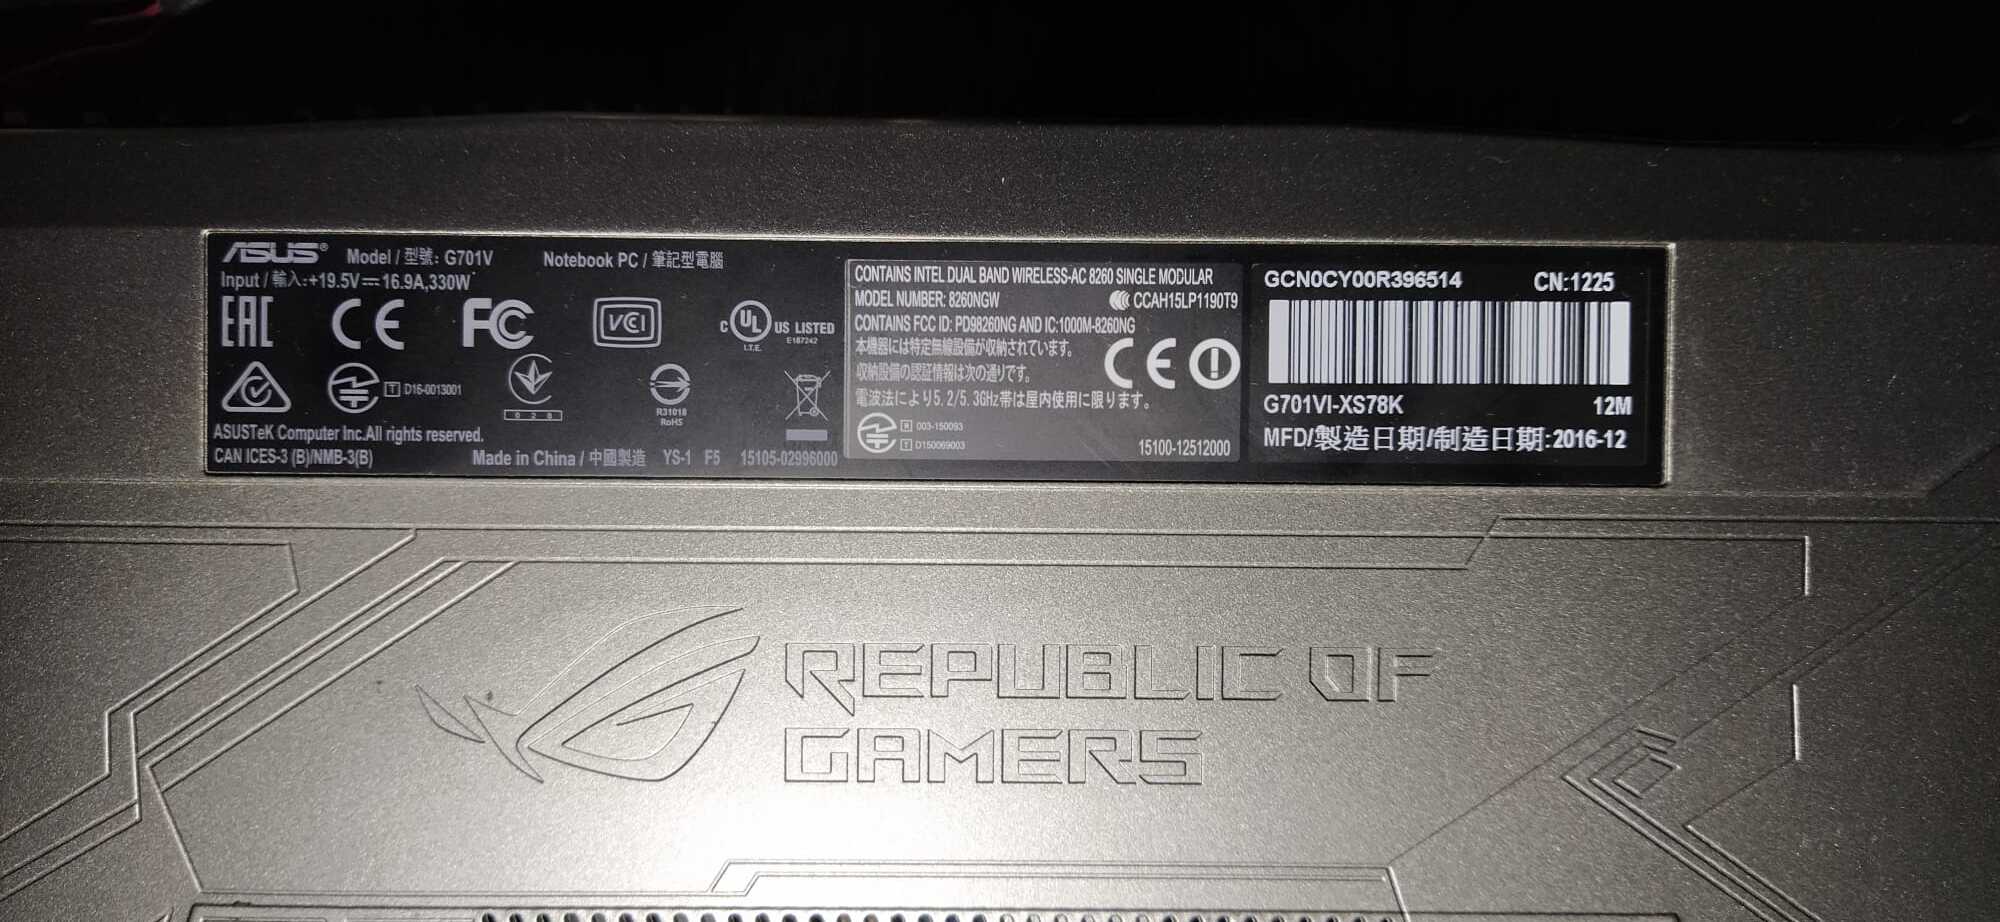 ASUS® Model / 型號: G701V Notebook PC / 筆記型電腦
Input / 輸入:+19.5V⎓16.9A,330W
EAC CE FC VCI C UL US LISTED
I.T.E. E187242
D16-0013001
T
028
R31018
RoHS
ASUSTeK Computer Inc.All rights reserved.
CAN ICES-3 (B)/NMB-3(B) Made in China / 中國製造 YS-1 F5 15105-02996000
CONTAINS INTEL DUAL BAND WIRELESS-AC 8260 SINGLE MODULAR
MODEL NUMBER: 8260NGW CCAH15LP1190T9
CONTAINS FCC ID: PD98260NG AND IC:1000M-8260NG
本機器には特定無線設備が収納されています。
収納設備の認証情報は次の通りです。
CE
電波法により5.2/5.3GHz帯は屋内使用に限ります。
R 003-150093
T D150069003
15100-12512000
GCN0CY00R396514 CN:1225
G701VI-XS78K 12M
MFD/製造日期/制造日期:2016-12
REPUBLIC OF
GAMERS